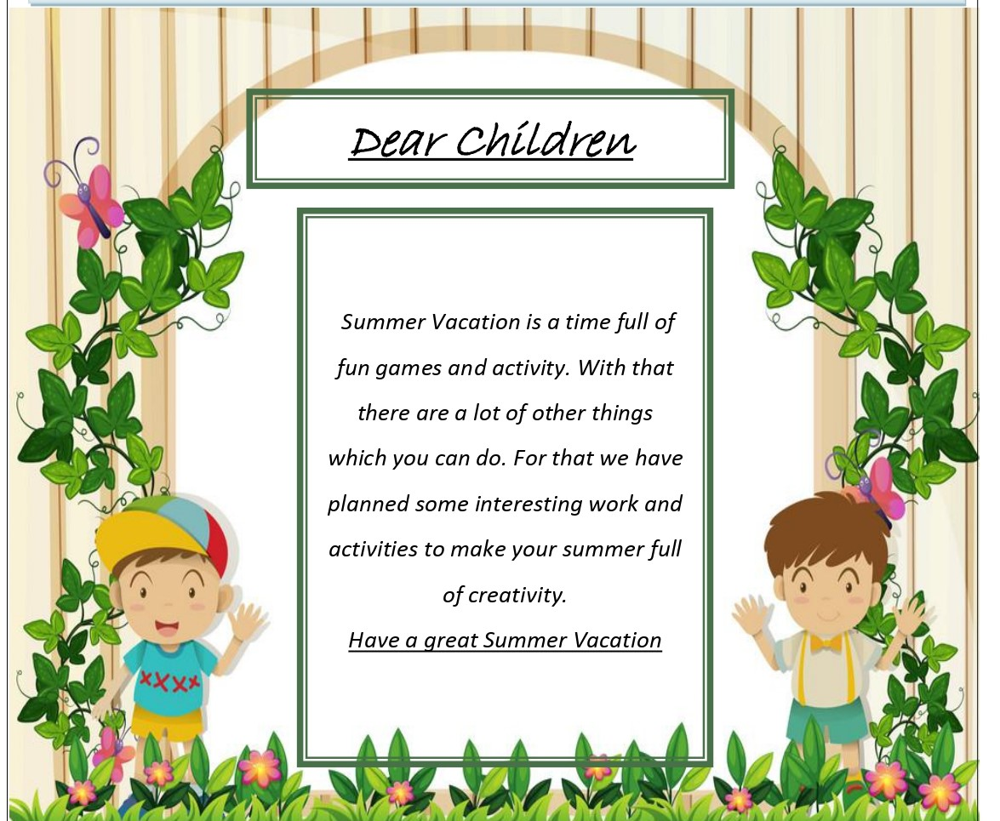 Dear Children
Summer Vacation is a time full of
fun games and activity. With that
there are a lot of other things
which you can do. For that we have
planned some interesting work and
activities to make your summer full
of creativity.
Have a great Summer Vacation